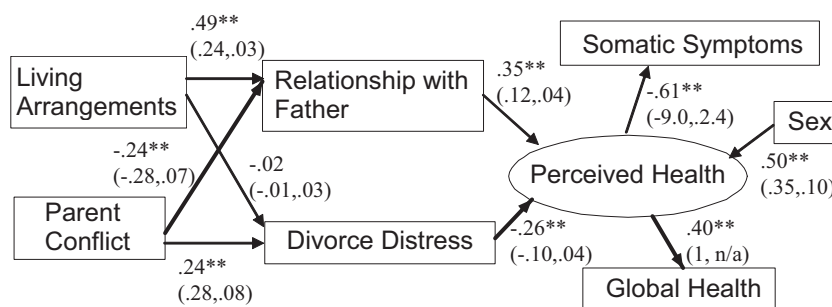 .49**
(.24,.03)
Somatic Symptoms
Living
Arrangements
Relationship with
Father
.35**
(.12,.04)
-.61**
(-9.0,.2.4)
Sex
-.24**
(-.28,.07)
-.02
(-.01,.03)
Perceived Health
.50**
(.35,.10)
Parent
Conflict
Divorce Distress
-.26**
(-.10,.04)
.40**
(1, n/a)
.24**
(.28,.08)
Global Health